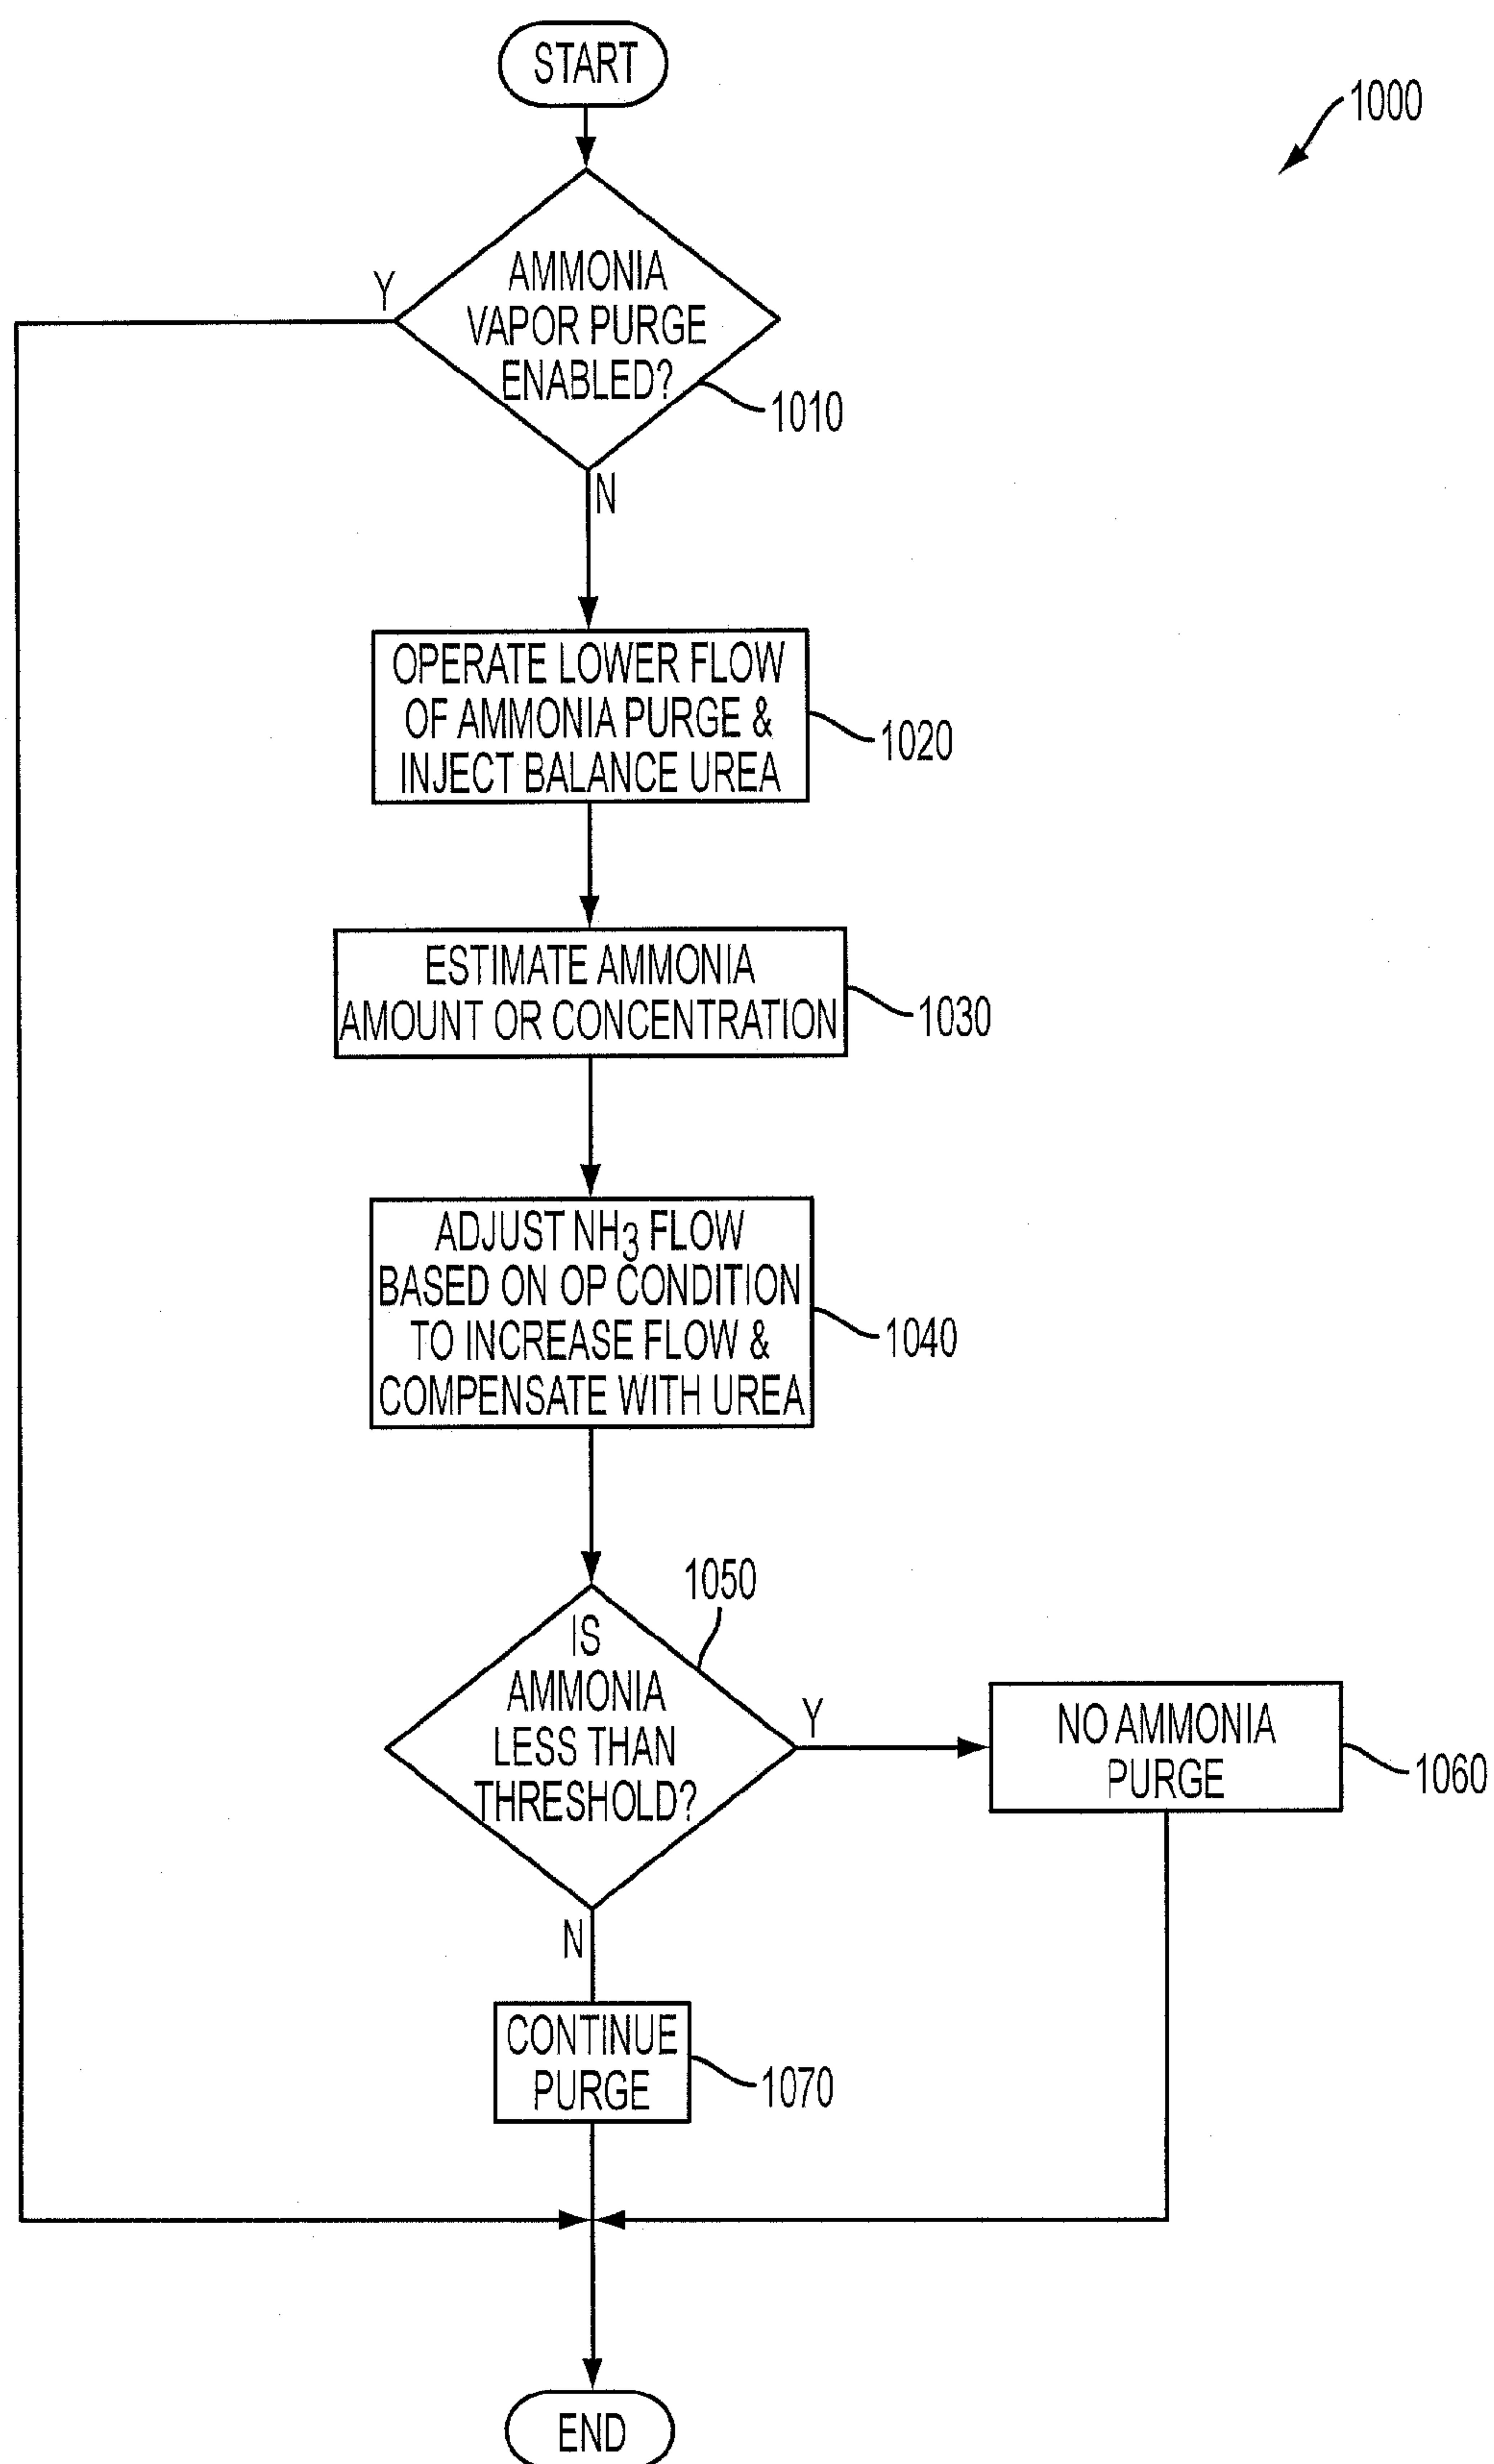 START
1000
AMMONIA
VAPOR PURGE
ENABLED?
Y
1010
N
OPERATE LOWER FLOW
OF AMMONIA PURGE &
INJECT BALANCE UREA
1020
ESTIMATE AMMONIA
AMOUNT OR CONCENTRATION
1030
ADJUST NH3 FLOW
BASED ON OP CONDITION
TO INCREASE FLOW &
COMPENSATE WITH UREA
1040
1050
IS
AMMONIA
LESS THAN
THRESHOLD?
Y
NO AMMONIA
PURGE
1060
N
CONTINUE
PURGE
1070
END